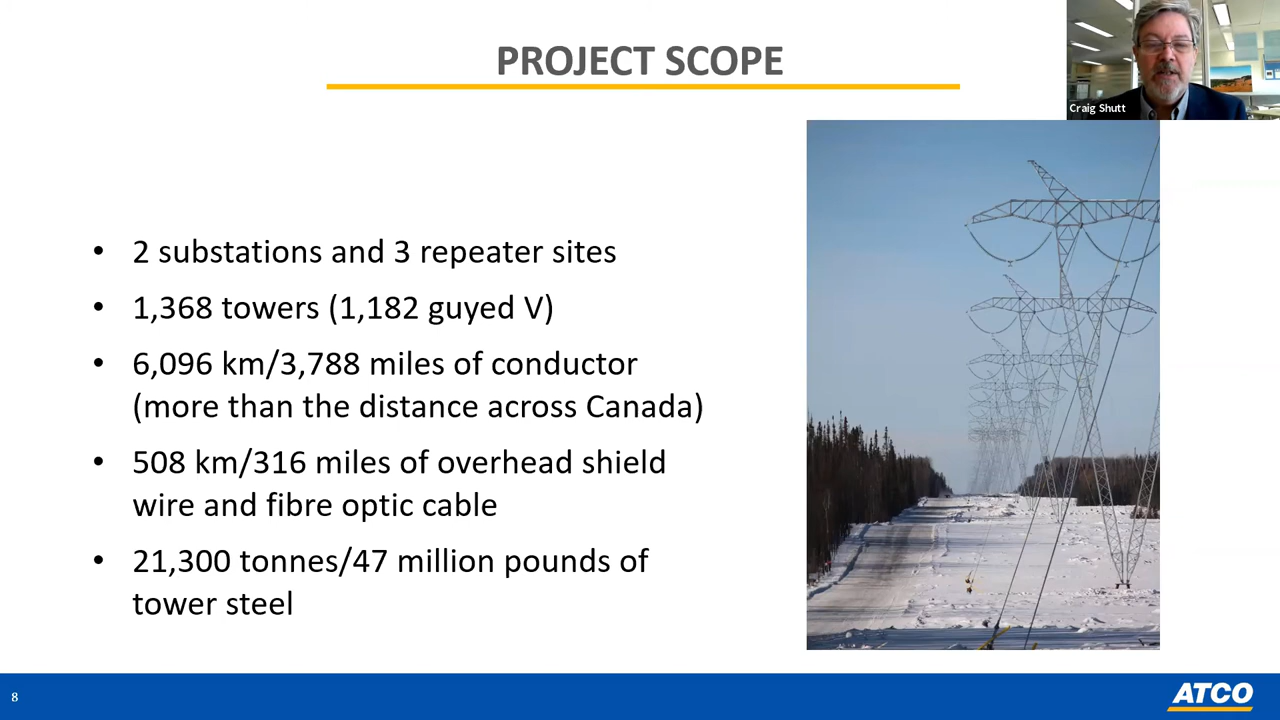 PROJECT SCOPE
Craig Shutt
• 2 substations and 3 repeater sites
• 1,368 towers (1,182 guyed V)
• 6,096 km/3,788 miles of conductor
(more than the distance across Canada)
• 508 km/316 miles of overhead shield
wire and fibre optic cable
• 21,300 tonnes/47 million pounds of
tower steel
8
ATCO